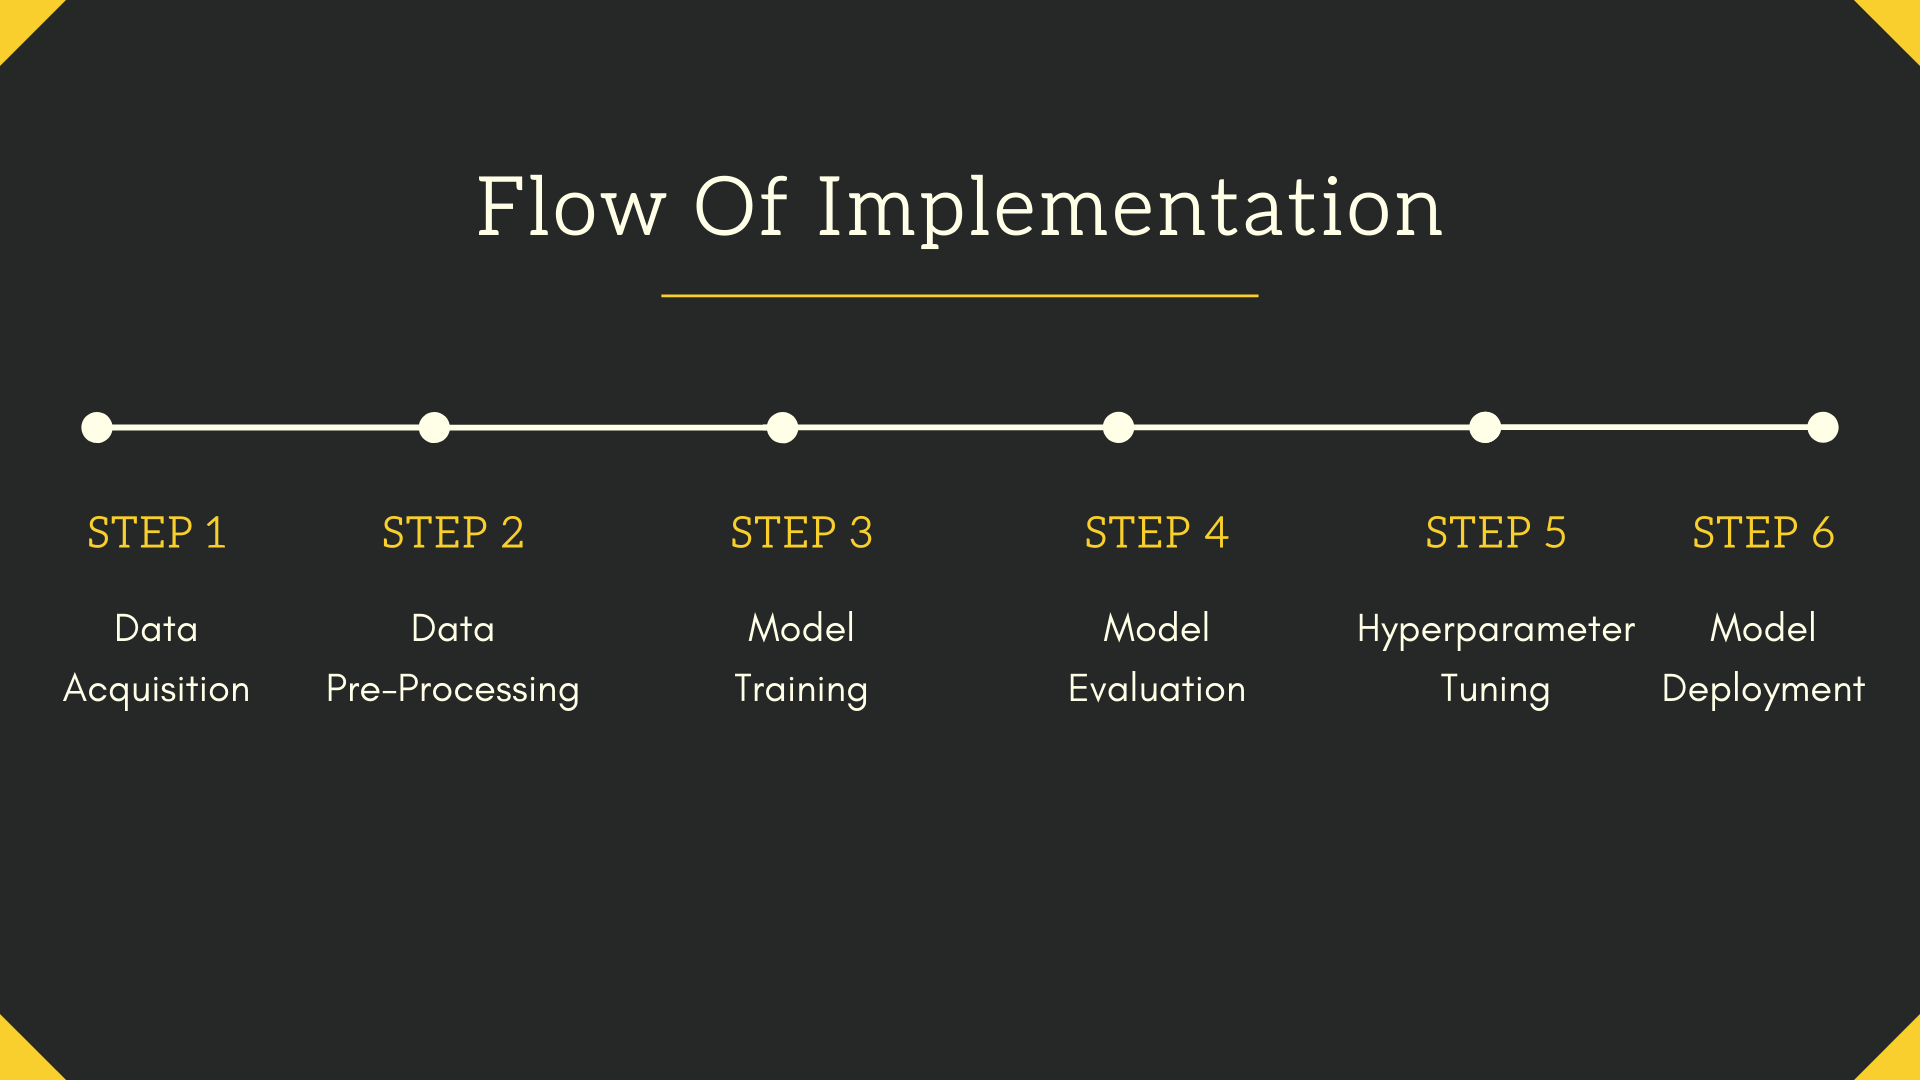 Flow Of Implementation
STEP 1
Data
Acquisition
STEP 2
Data
Pre-Processing
STEP 3
Model
Training
STEP 4
Model
Evaluation
STEP 5
Hyperparameter
Tuning
STEP 6
Model
Deployment